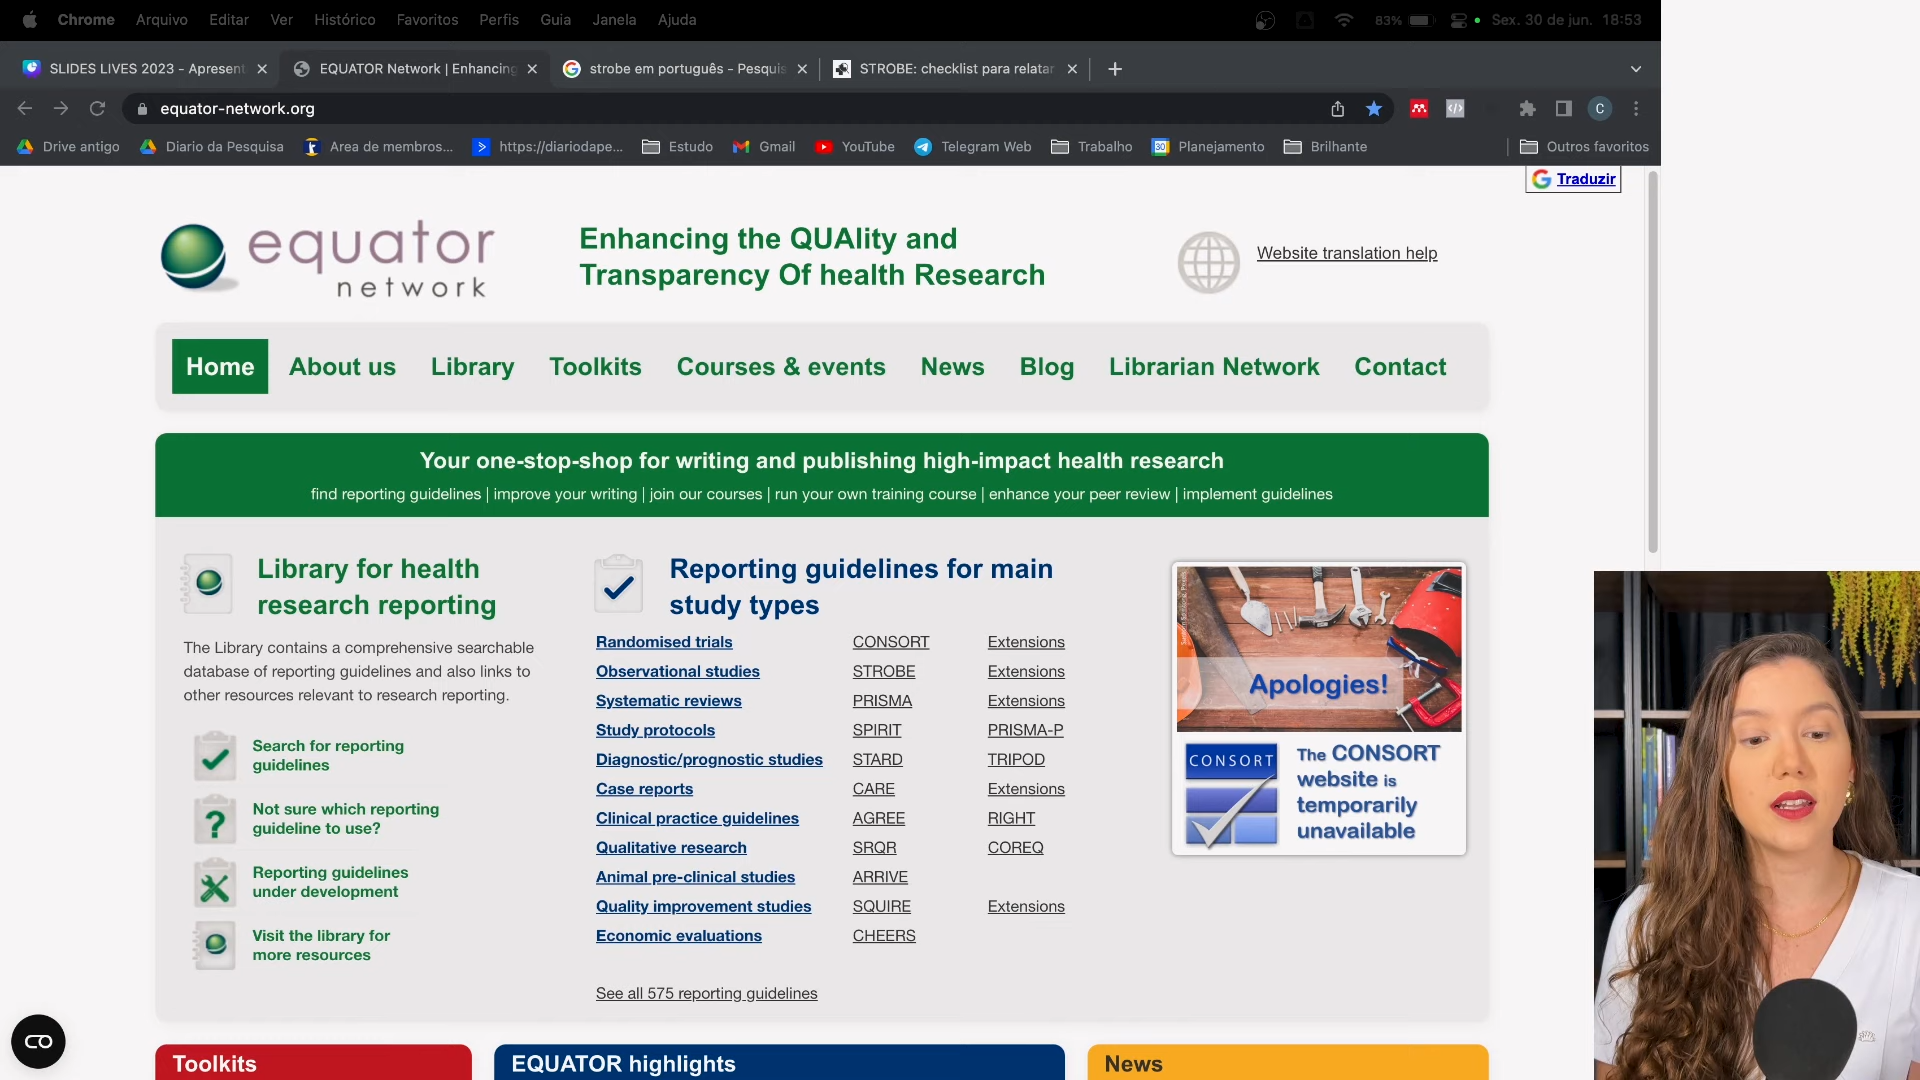 Chrome Arquivo Editar Ver Histórico Favoritos Perfis Guia Janela Ajuda 83% Sex. 30 de jun. 18:53
SLIDES LIVES 2023 - Apresent EQUATOR Network | Enhancing strobe em português - Pesquis STROBE: checklist para relatar
equator-network.org C
Drive antigo Diario da Pesquisa Area de membros... https://diariodape... Estudo Gmail YouTube Telegram Web Trabalho 30 Planejamento Brilhante Outros favoritos
Traduzir
equator
network
Enhancing the QUAlity and
Transparency Of health Research
Website translation help
Home About us Library Toolkits Courses & events News Blog Librarian Network Contact
Your one-stop-shop for writing and publishing high-impact health research
find reporting guidelines | improve your writing | join our courses | run your own training course | enhance your peer review | implement guidelines
Library for health
research reporting
The Library contains a comprehensive searchable
database of reporting guidelines and also links to
other resources relevant to research reporting.
Search for reporting
guidelines
Not sure which reporting
guideline to use?
Reporting guidelines
under development
Visit the library for
more resources
Reporting guidelines for main
study types
Randomised trials CONSORT Extensions
Observational studies STROBE Extensions
Systematic reviews PRISMA Extensions
Study protocols SPIRIT PRISMA-P
Diagnostic/prognostic studies STARD TRIPOD
Case reports CARE Extensions
Clinical practice guidelines AGREE RIGHT
Qualitative research SRQR COREQ
Animal pre-clinical studies ARRIVE
Quality improvement studies SQUIRE Extensions
Economic evaluations CHEERS
See all 575 reporting guidelines
Apologies!
CONSORT
The CONSORT
website is
temporarily
unavailable
Toolkits
EQUATOR highlights
News